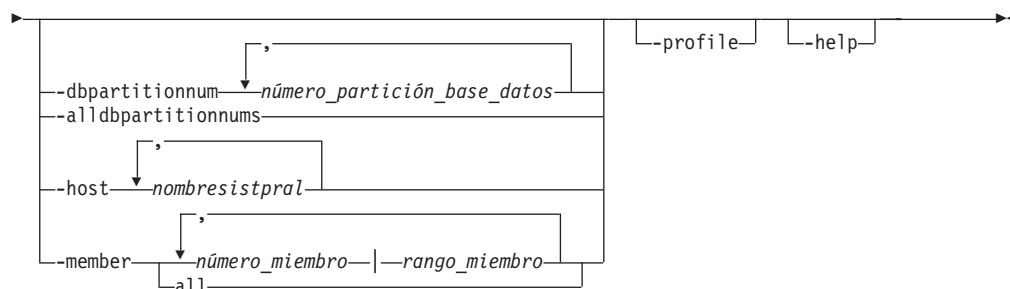 -profile -help
,
-dbpartitionnum número_partición_base_datos
-alldbpartitionnums
,
-host nombresistpral
,
-member número_miembro | rango_miembro
all